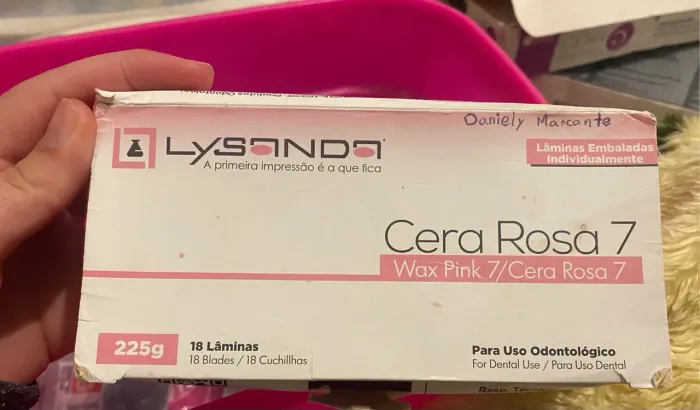 Daniely Marcante
LYSANDA
A primeira impressão é a que fica
Lâminas Embaladas
Individualmente
Cera Rosa 7
Wax Pink 7/Cera Rosa 7
225g
18 Lâminas
18 Blades / 18 Cuchillhas
Para Uso Odontológico
For Dental Use / Para Uso Dental